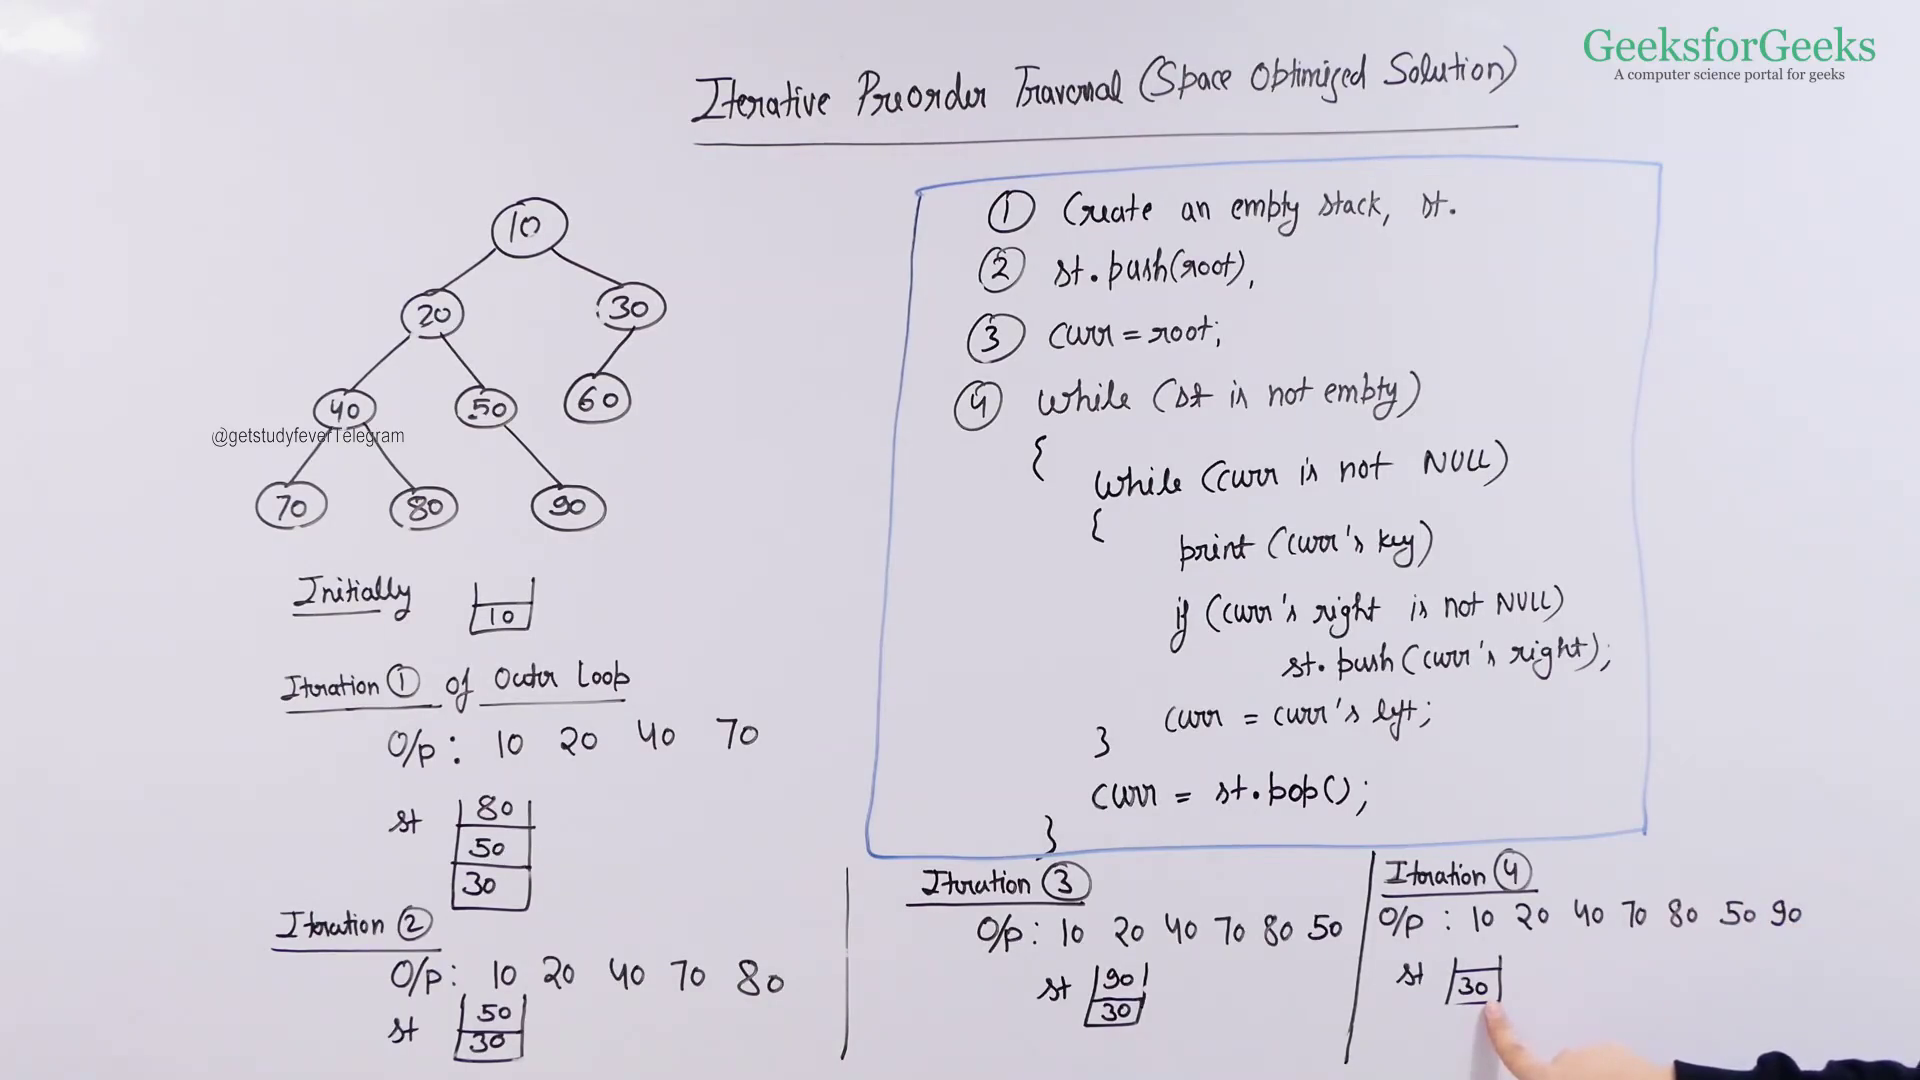 GeeksforGeeks
A computer science portal for geeks
Iterative Preorder Traversal (Space Optimized Solution)
10
20 30
40 50 60
@getstudyfeverTelegram
70 80 90
Initially
10
Iteration 1 of Outer Loop
O/p : 10 20 40 70
st
80
50
30
Iteration 2
O/p : 10 20 40 70 80
st
50
30
1 Create an empty stack, st.
2 st.push(root),
3 curr = root;
4 while (st is not empty)
{
while (curr is not NULL)
{
print (curr's key)
if (curr's right is not NULL)
st.push(curr's right);
curr = curr's left;
}
curr = st.pop();
}
Iteration 3
O/p : 10 20 40 70 80 50
st
90
30
Iteration 4
O/p : 10 20 40 70 80 50 90
st
30